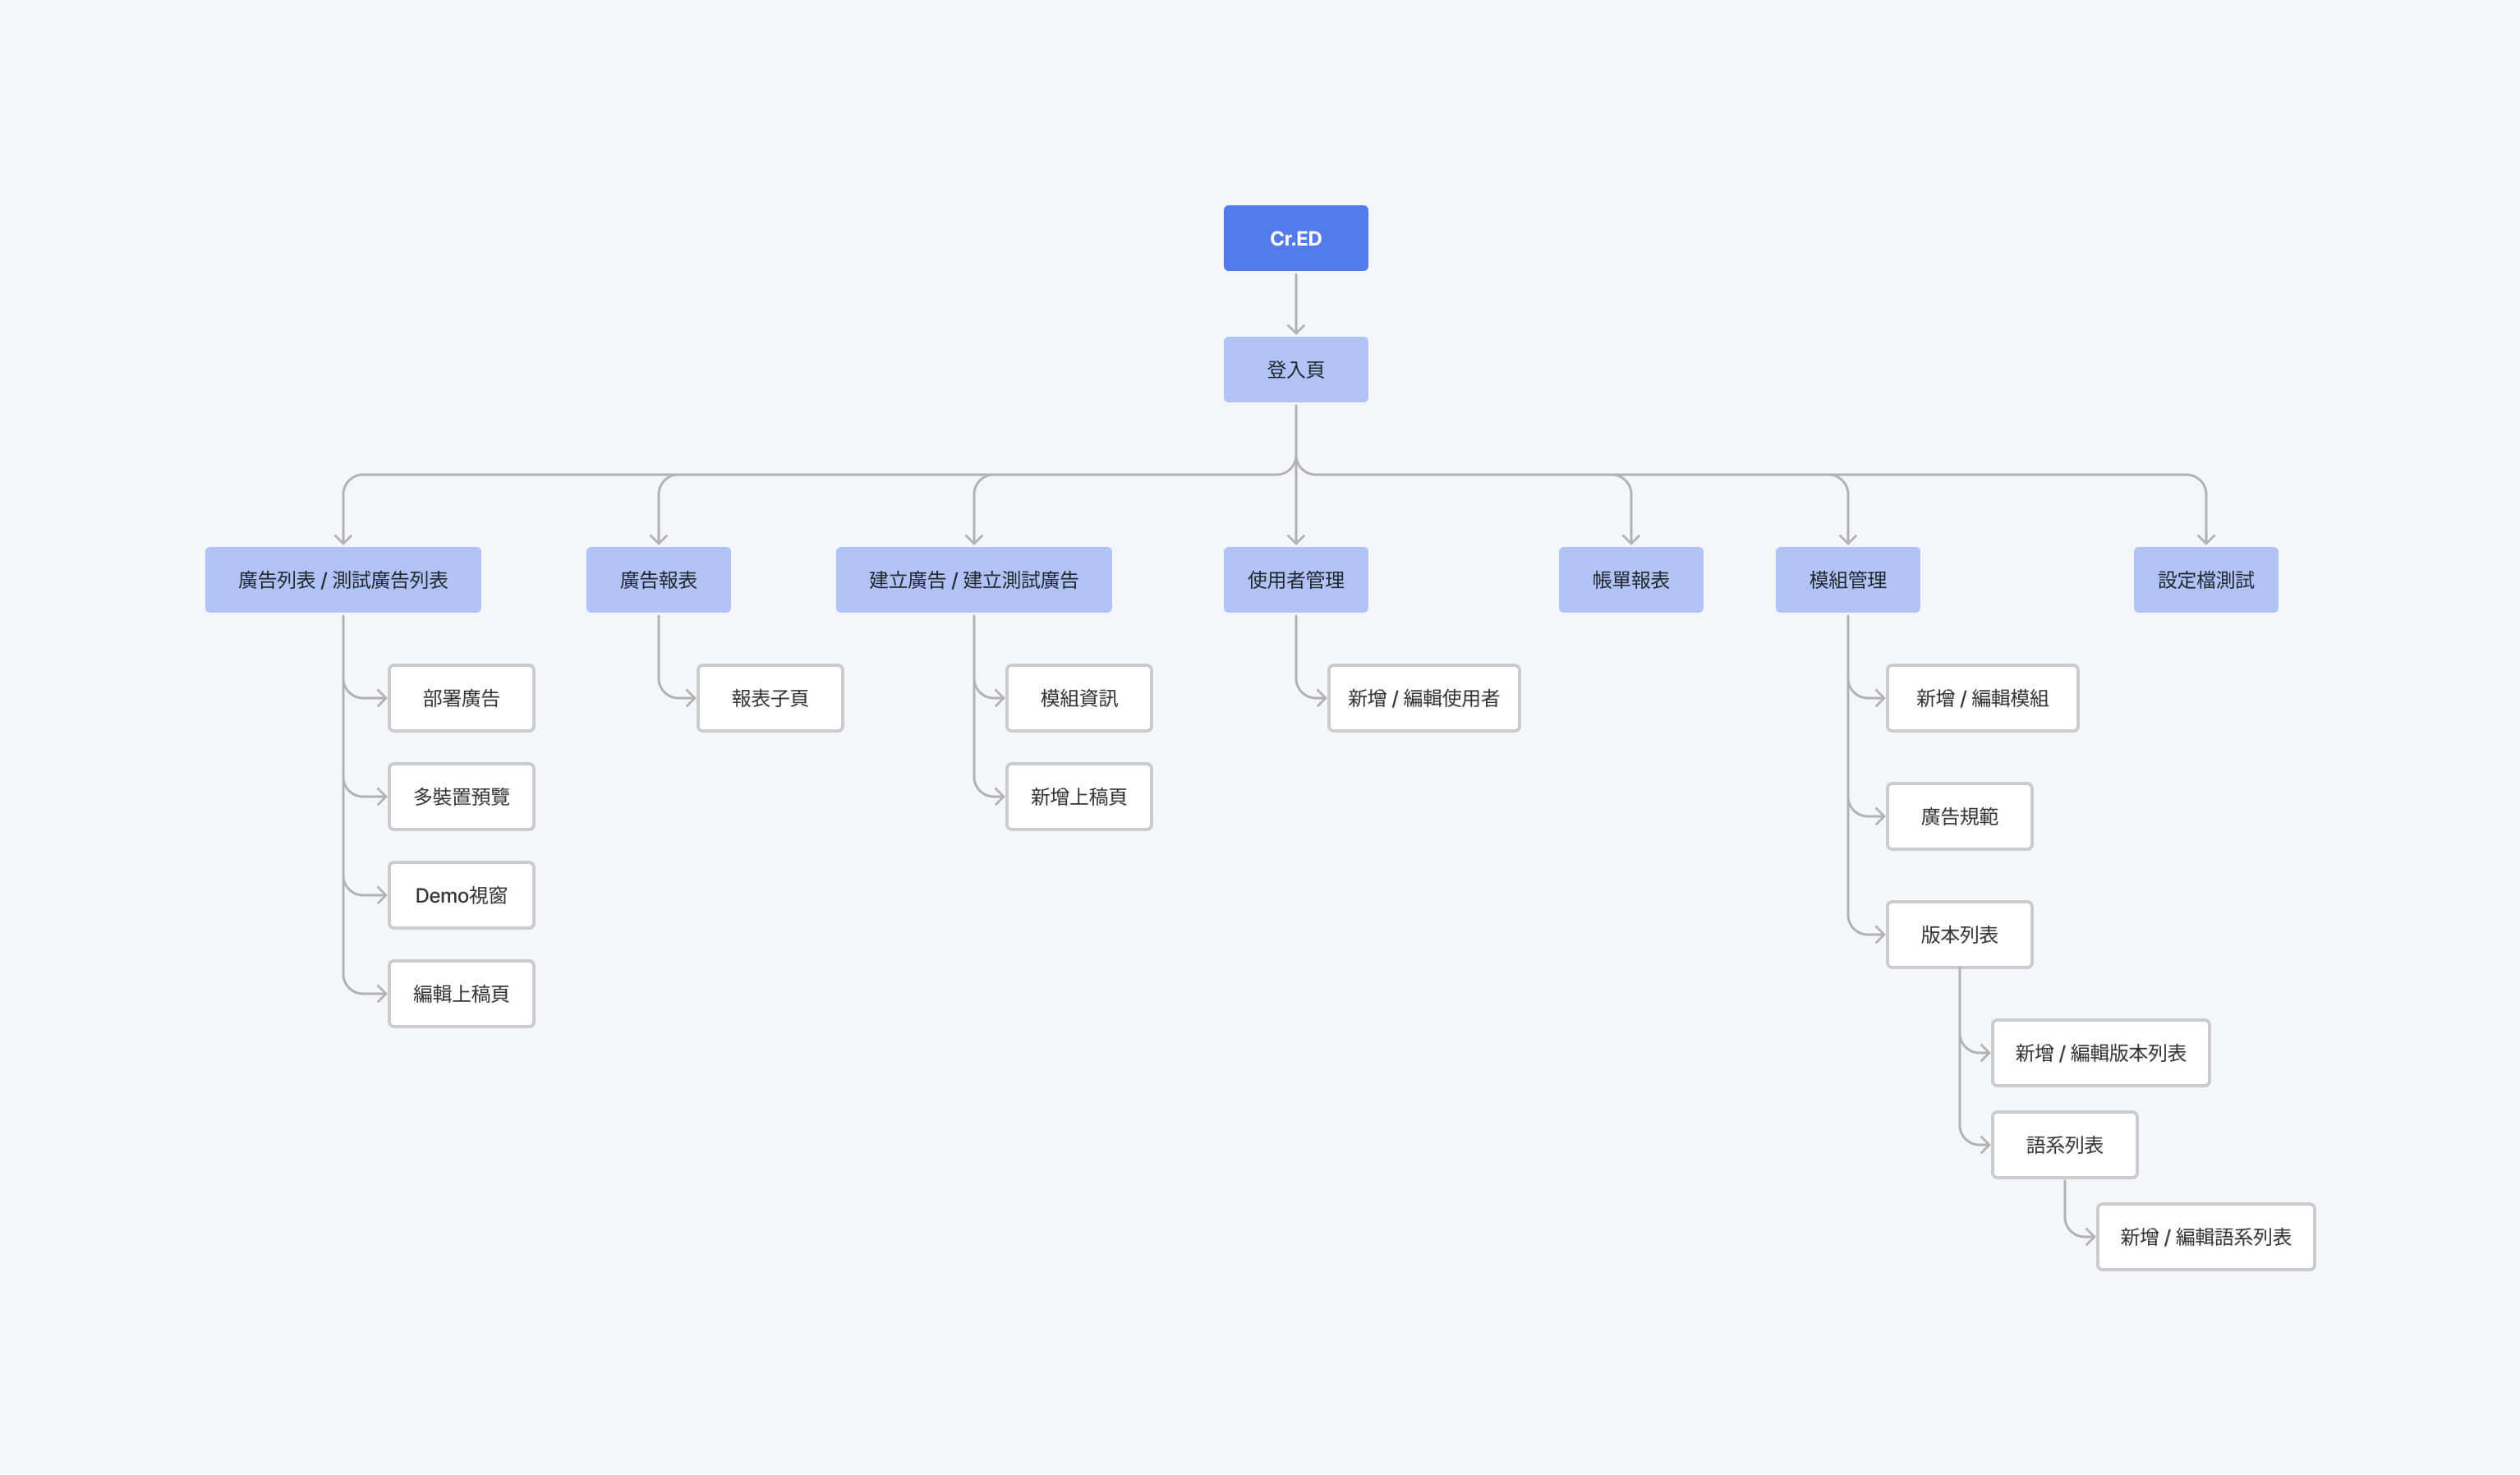 Cr.ED
登入頁
廣告列表 / 測試廣告列表
廣告報表
建立廣告 / 建立測試廣告
使用者管理
帳單報表
模組管理
設定檔測試
部署廣告
報表子頁
模組資訊
新增 / 編輯使用者
新增 / 編輯模組
多裝置預覽
新增上稿頁
廣告規範
Demo視窗
版本列表
編輯上稿頁
新增 / 編輯版本列表
語系列表
新增 / 編輯語系列表